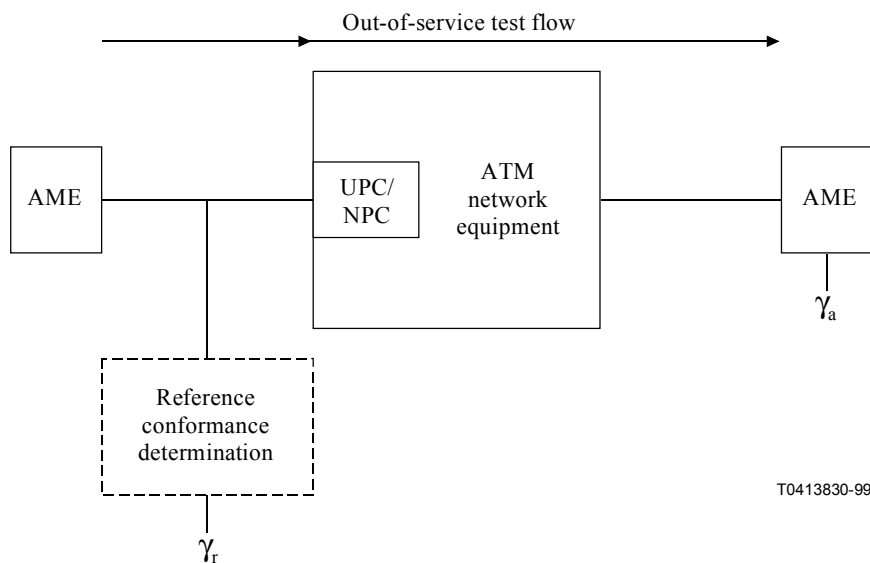 Out-of-service test flow
AME
UPC/
NPC
ATM
network
equipment
AME
γa
Reference
conformance
determination
T0413830-99
γr